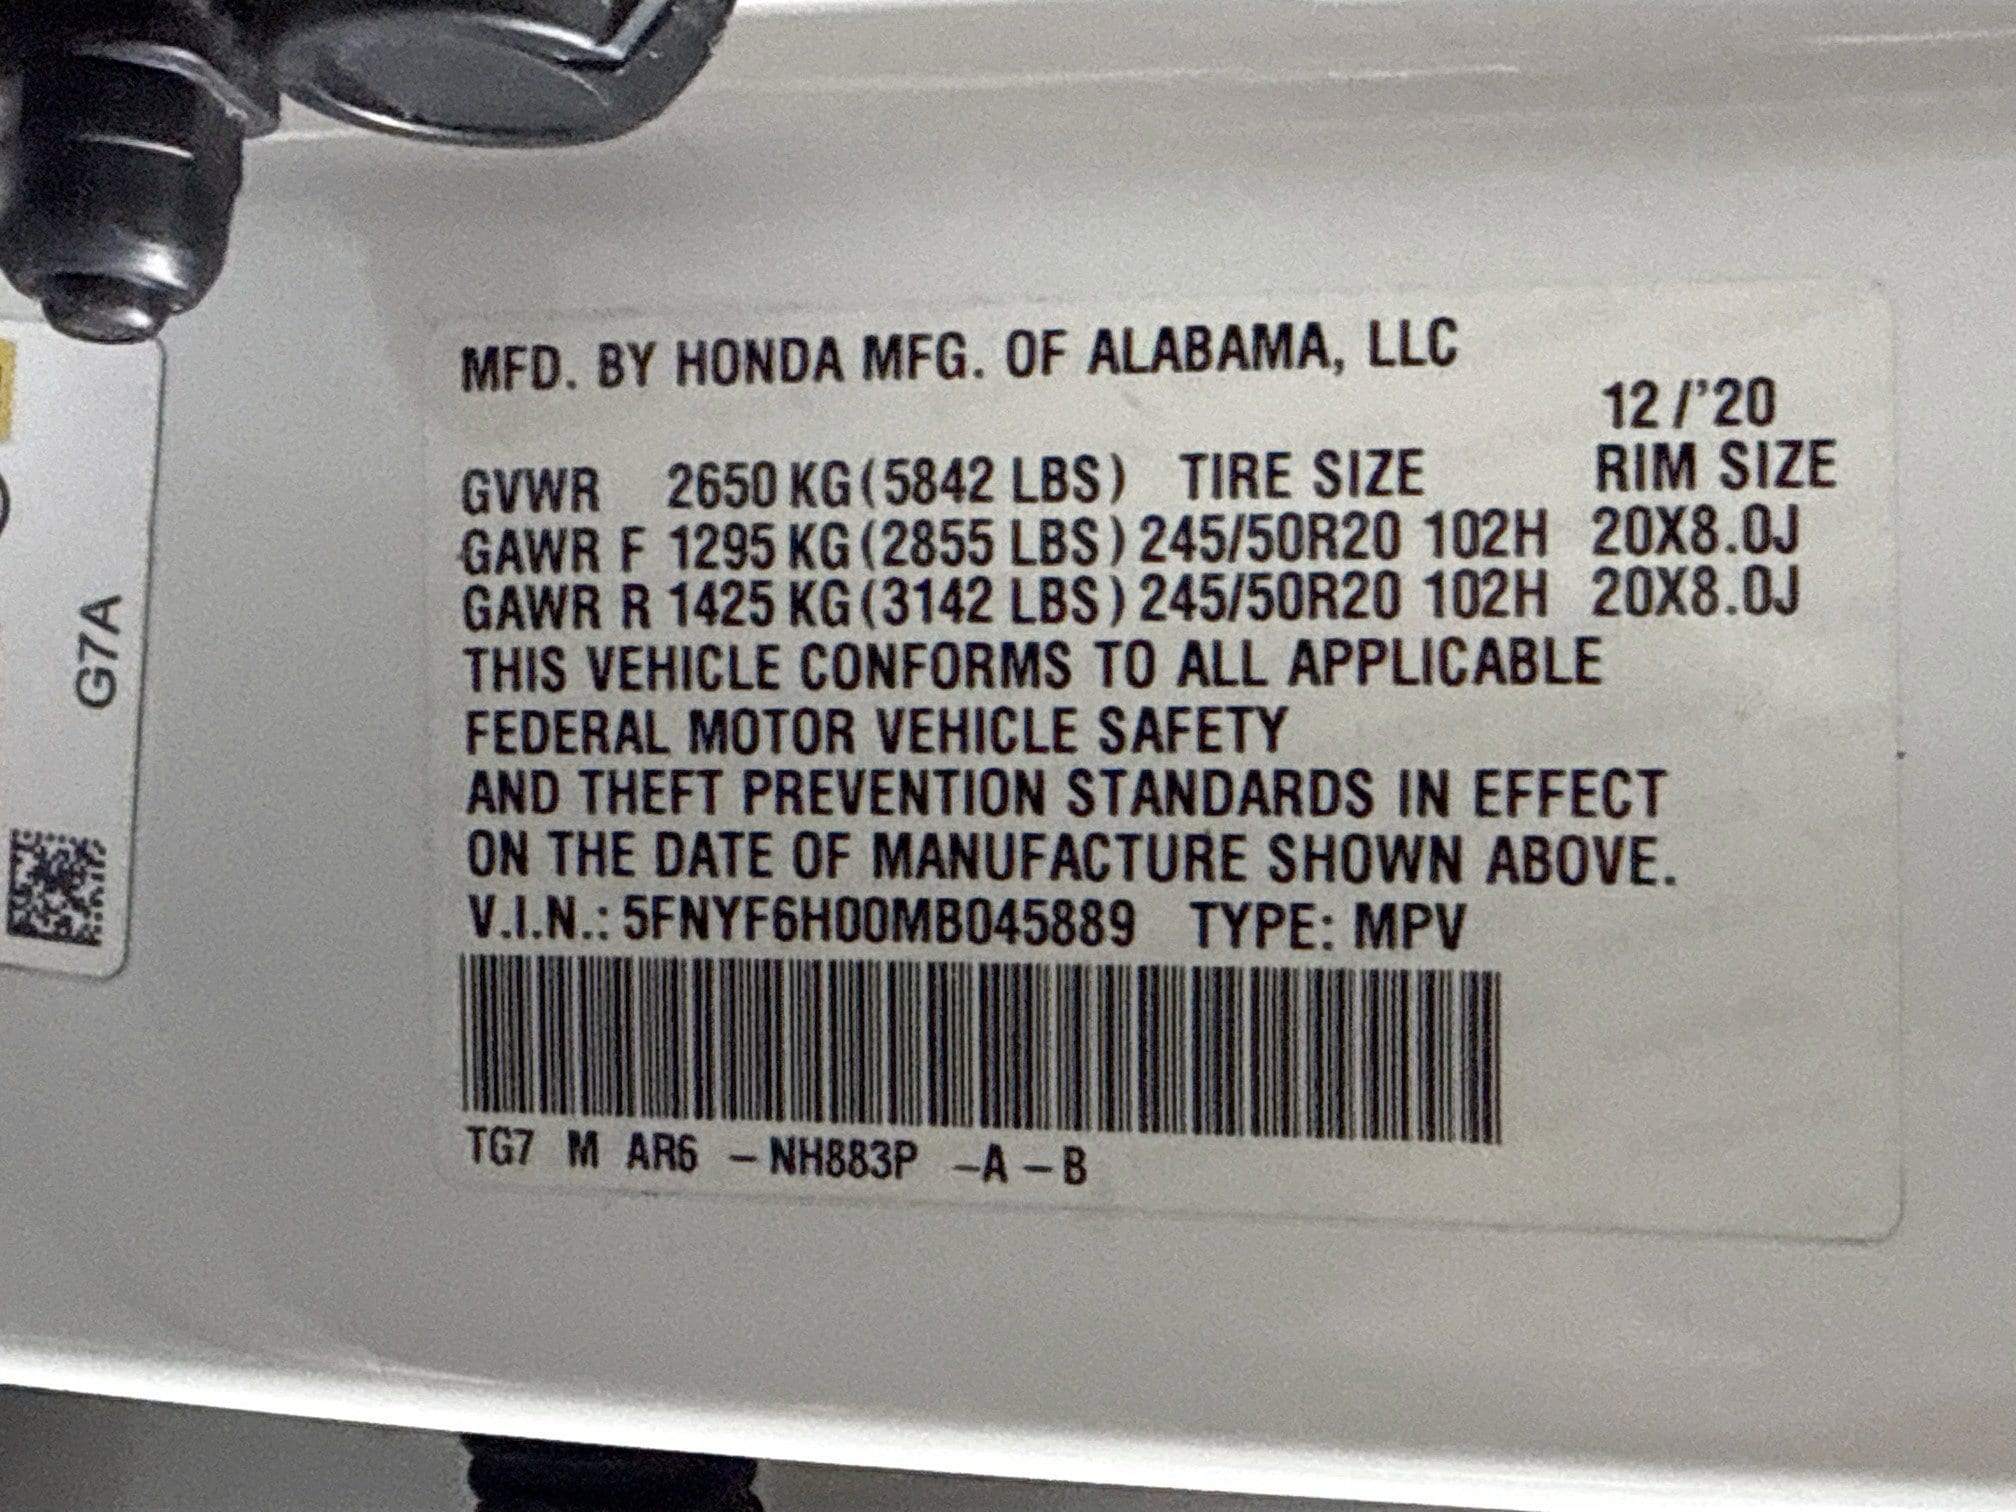 MFD. BY HONDA MFG. OF ALABAMA, LLC
12/'20
GVWR 2650 KG (5842 LBS) TIRE SIZE RIM SIZE
GAWR F 1295 KG (2855 LBS) 245/50R20 102H 20X8.0J
GAWR R 1425 KG (3142 LBS) 245/50R20 102H 20X8.0J
THIS VEHICLE CONFORMS TO ALL APPLICABLE
FEDERAL MOTOR VEHICLE SAFETY
AND THEFT PREVENTION STANDARDS IN EFFECT
ON THE DATE OF MANUFACTURE SHOWN ABOVE.
V.I.N.: 5FNYF6H00MB045889 TYPE: MPV
TG7 M AR6 – NH883P –A – B
G7A